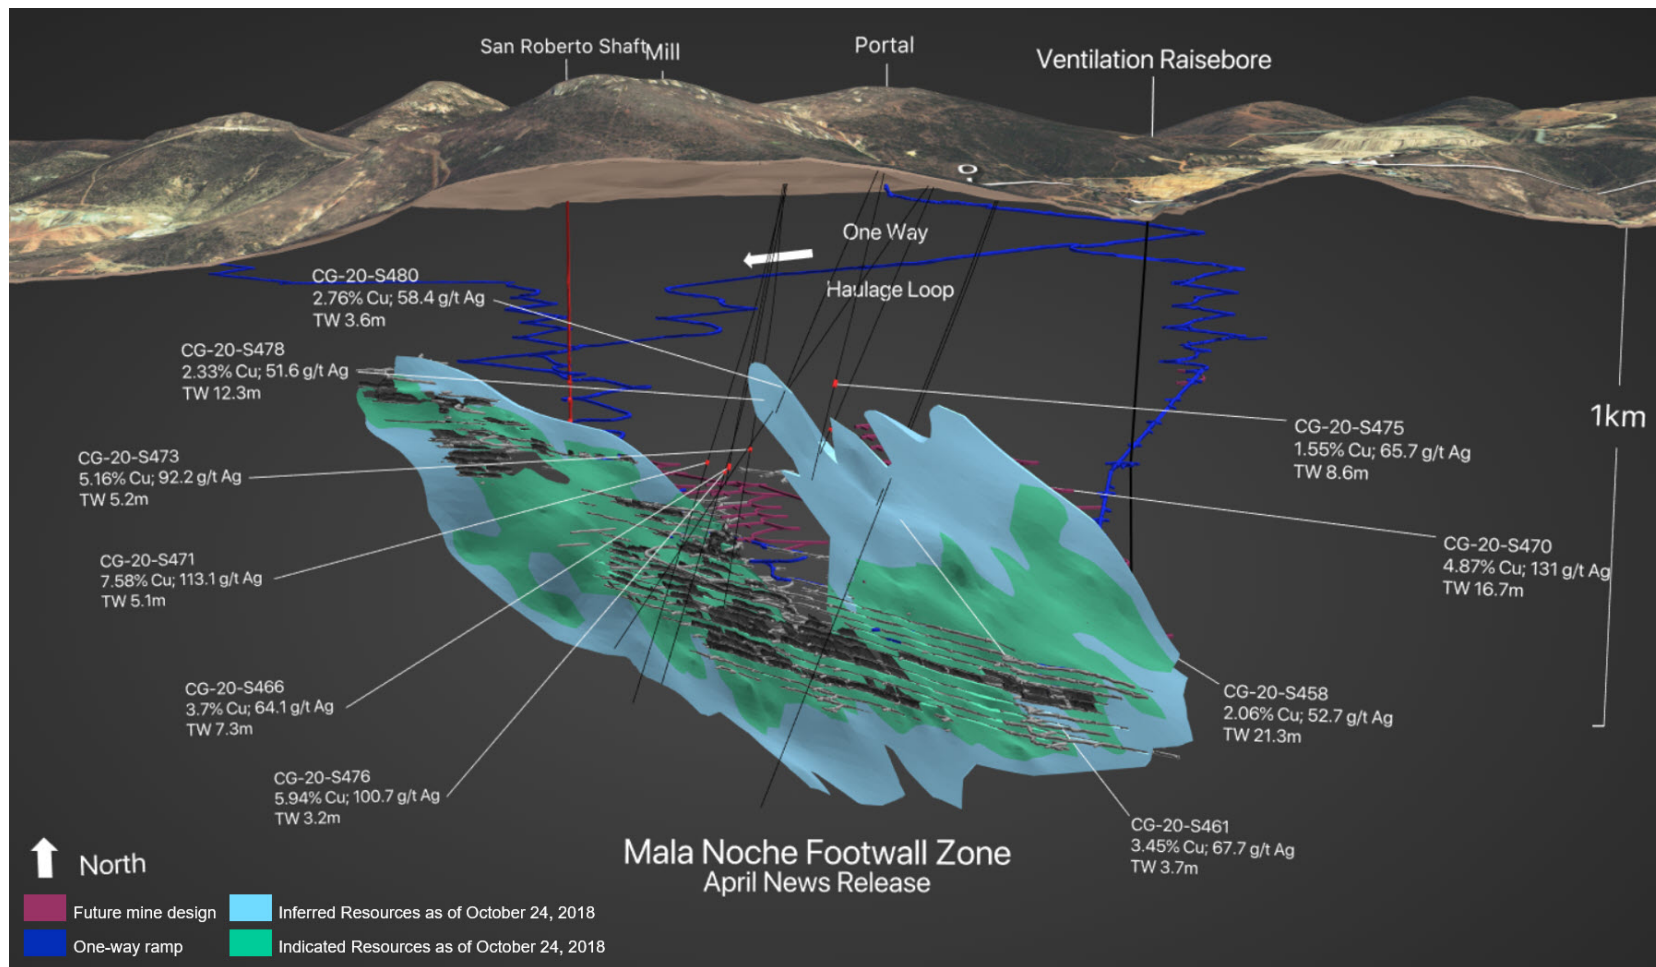 San Roberto Shaft
Mill
Portal
Ventilation Raisebore
One Way
Haulage Loop
CG-20-S480
2.76% Cu; 58.4 g/t Ag
TW 3.6m
CG-20-S478
2.33% Cu; 51.6 g/t Ag
TW 12.3m
CG-20-S473
5.16% Cu; 92.2 g/t Ag
TW 5.2m
CG-20-S471
7.58% Cu; 113.1 g/t Ag
TW 5.1m
CG-20-S466
3.7% Cu; 64.1 g/t Ag
TW 7.3m
CG-20-S476
5.94% Cu; 100.7 g/t Ag
TW 3.2m
1km
CG-20-S475
1.55% Cu; 65.7 g/t Ag
TW 8.6m
CG-20-S470
4.87% Cu; 131 g/t Ag
TW 16.7m
CG-20-S458
2.06% Cu; 52.7 g/t Ag
TW 21.3m
CG-20-S461
3.45% Cu; 67.7 g/t Ag
TW 3.7m
Mala Noche Footwall Zone
April News Release
North
Future mine design
Inferred Resources as of October 24, 2018
One-way ramp
Indicated Resources as of October 24, 2018